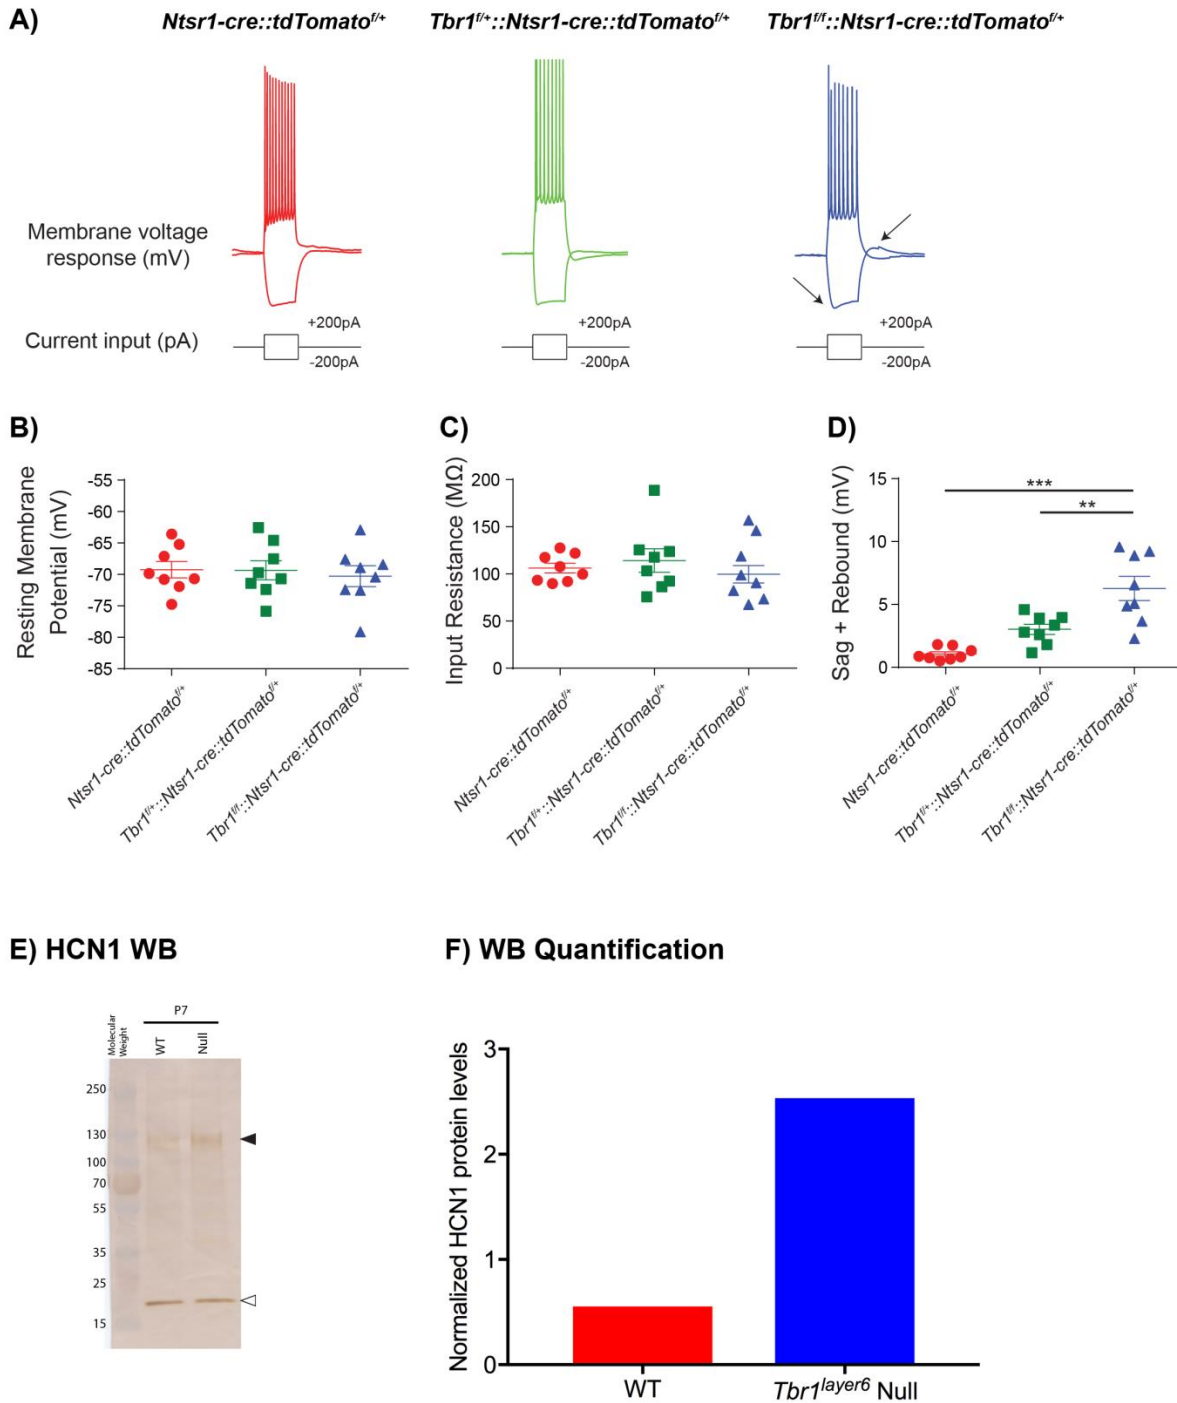 A)
Ntsr1-cre::tdTomato^f/+ Tbr1^f/+::Ntsr1-cre::tdTomato^f/+ Tbr1^f/f::Ntsr1-cre::tdTomato^f/+
Membrane voltage
response (mV)
Current input (pA)
+200pA
-200pA
+200pA
-200pA
+200pA
-200pA
B)
Resting Membrane
Potential (mV)
-55
-60
-65
-70
-75
-80
-85
Ntsr1-cre::tdTomato^f/+
Tbr1^f/+::Ntsr1-cre::tdTomato^f/+
Tbr1^f/f::Ntsr1-cre::tdTomato^f/+
C)
Input Resistance (MΩ)
200
150
100
50
0
Ntsr1-cre::tdTomato^f/+
Tbr1^f/+::Ntsr1-cre::tdTomato^f/+
Tbr1^f/f::Ntsr1-cre::tdTomato^f/+
D)
Sag + Rebound (mV)
15
10
5
0
***
**
Ntsr1-cre::tdTomato^f/+
Tbr1^f/+::Ntsr1-cre::tdTomato^f/+
Tbr1^f/f::Ntsr1-cre::tdTomato^f/+
E) HCN1 WB
Molecular
Weight
P7
WT
Null
250
130
100
70
55
35
25
15
F) WB Quantification
Normalized HCN1 protein levels
3
2
1
0
WT
Tbr1^layer6 Null